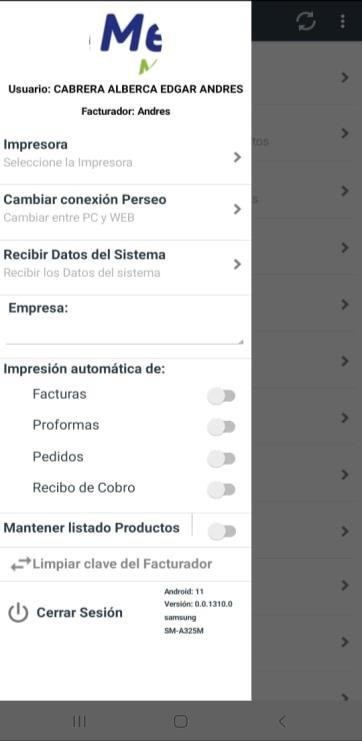 Me
Usuario: CABRERA ALBERCA EDGAR ANDRES
Facturador: Andres
Impresora
Seleccione la Impresora
tos
Cambiar conexión Perseo
Cambiar entre PC y WEB
s
Recibir Datos del Sistema
Recibir los Datos del sistema
Empresa:
Impresión automática de:
Facturas
Proformas
Pedidos
Recibo de Cobro
Mantener listado Productos
Limpiar clave del Facturador
Cerrar Sesión
Android: 11
Versión: 0.0.1310.0
samsung
SM-A325M